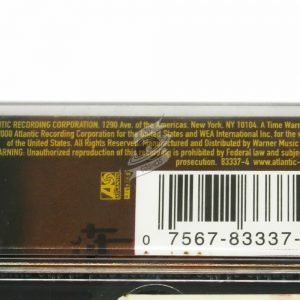 NTIC RECORDING CORPORATION. 1290 Ave. of the Americas. New York, NY 10104. A Time Warn
2000 Atlantic Recording Corporation for the United States and WEA International Inc. for the w
of the United States. All Rights Reserved. Manufactured and Distributed by Warner Music
WARNING: Unauthorized reproduction of this recording is prohibited by Federal law and subje
prosecution. 83337-4 www.atlantic-
0 7567-83337-